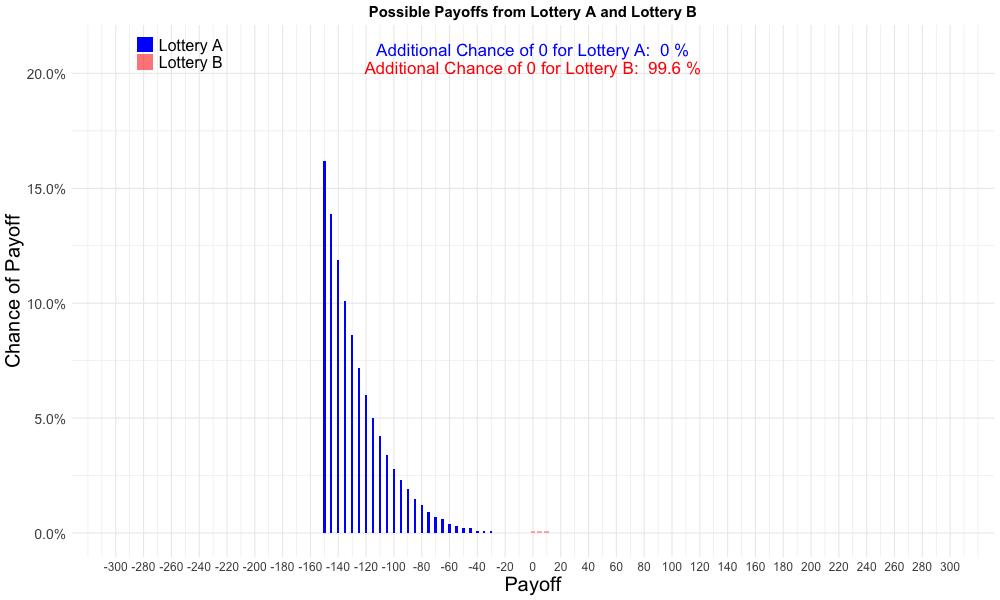 Possible Payoffs from Lottery A and Lottery B
Lottery A
Lottery B
Additional Chance of 0 for Lottery A:  0 %
Additional Chance of 0 for Lottery B:  99.6 %
20.0%
15.0%
10.0%
5.0%
0.0%
Chance of Payoff
-300 -280 -260 -240 -220 -200 -180 -160 -140 -120 -100 -80 -60 -40 -20 0 20 40 60 80 100 120 140 160 180 200 220 240 260 280 300
Payoff